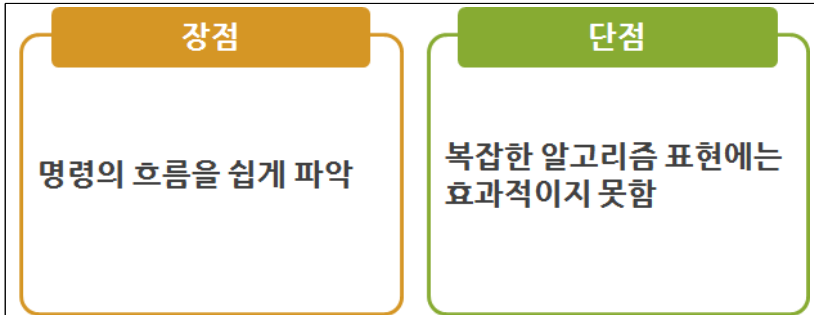 장점
명령의 흐름을 쉽게 파악
단점
복잡한 알고리즘 표현에는
효과적이지 못함